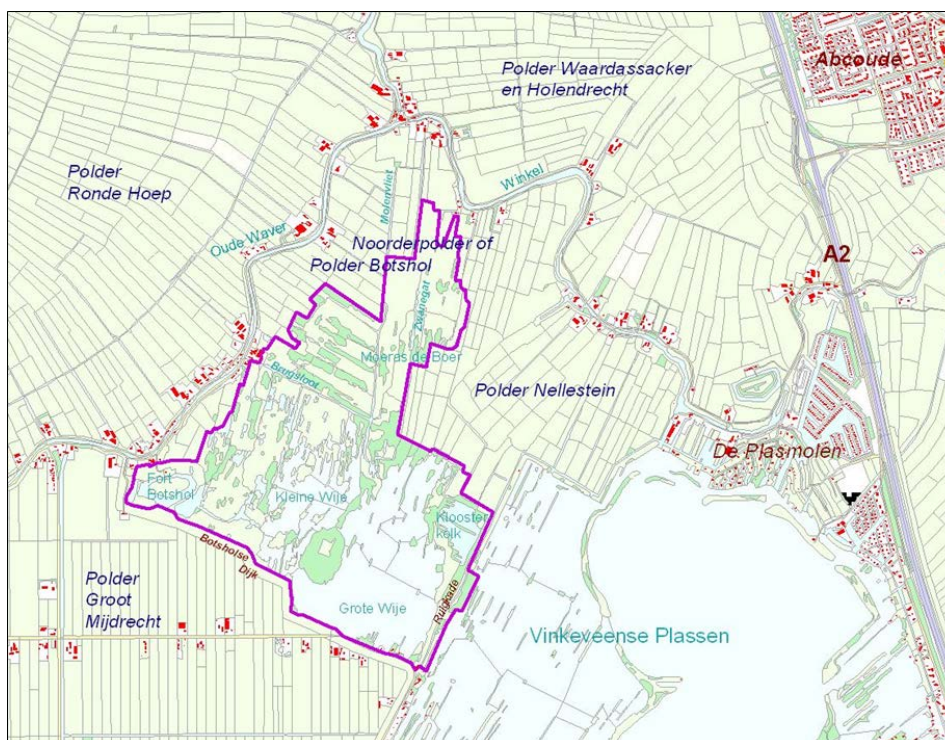 Abcoude
Polder Waardassacker
en Holendrecht
Polder
Ronde Hoep
Molenvliet
Winkel
Oude Waver
Noorderpolder of
Polder Botshol
A2
Zwanegat
Moeras de Boer
Burgsloot
Polder Nellestein
De Plasmolen
Fort
Botshol
Kleine Wije
Klooster
kolk
Botsholse
Dijk
Polder
Groot
Mijdrecht
Grote Wije
Ruigkade
Vinkeveense Plassen